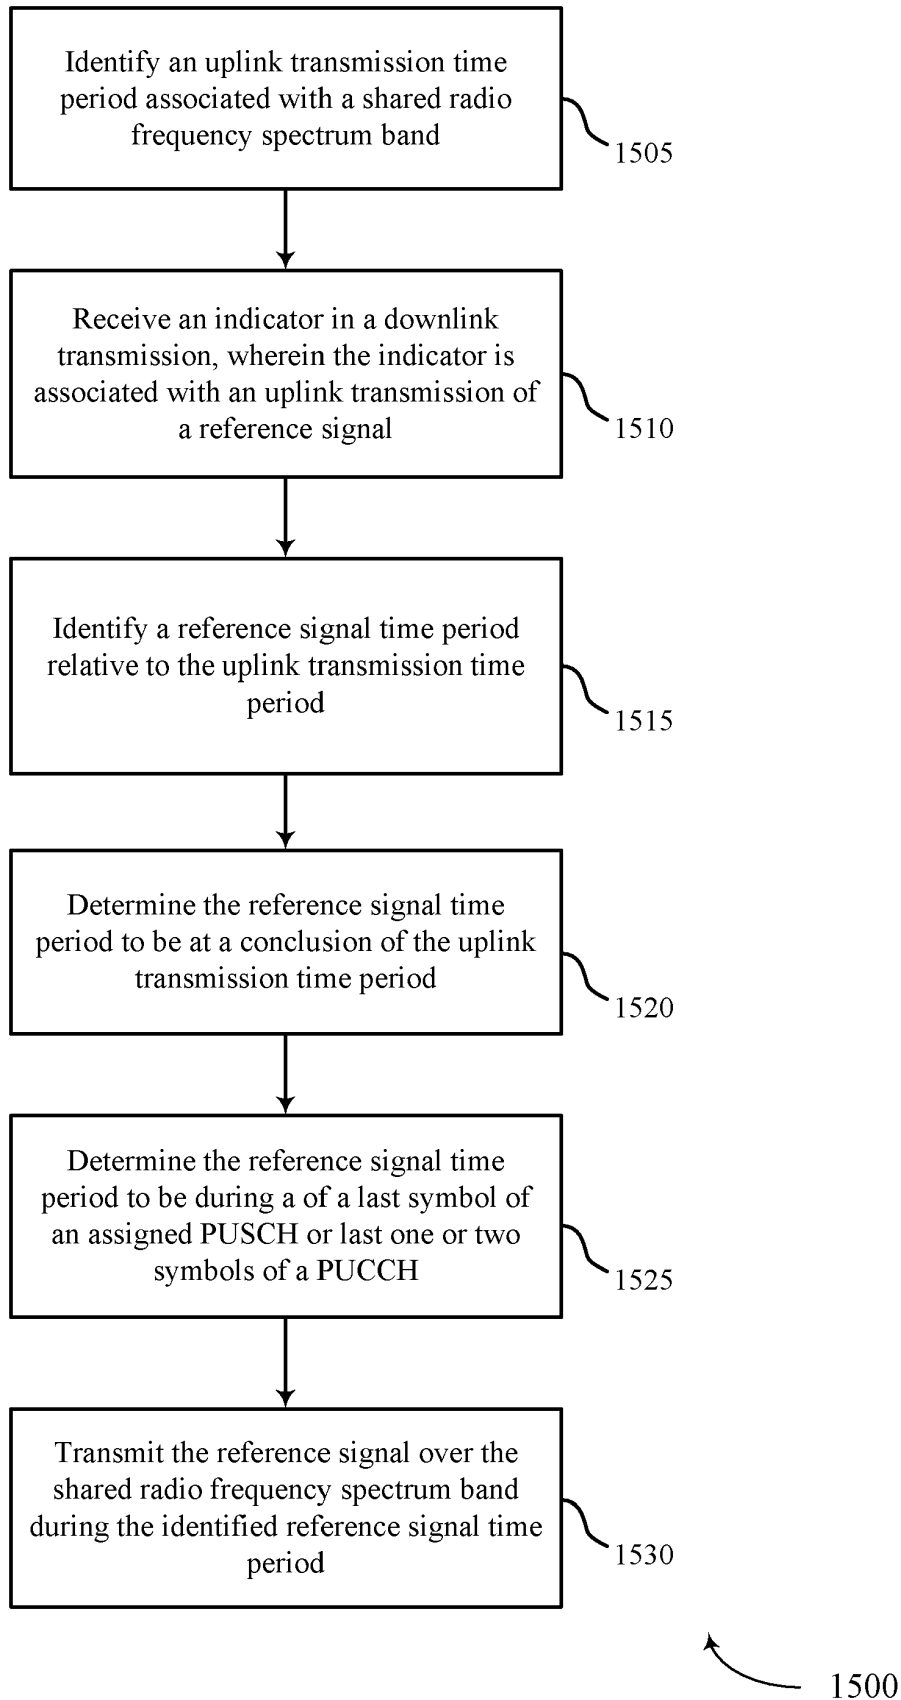 Identify an uplink transmission time
period associated with a shared radio
frequency spectrum band
1505
Receive an indicator in a downlink
transmission, wherein the indicator is
associated with an uplink transmission of
a reference signal
1510
Identify a reference signal time period
relative to the uplink transmission time
period
1515
Determine the reference signal time
period to be at a conclusion of the uplink
transmission time period
1520
Determine the reference signal time
period to be during a of a last symbol of
an assigned PUSCH or last one or two
symbols of a PUCCH
1525
Transmit the reference signal over the
shared radio frequency spectrum band
during the identified reference signal time
period
1530
1500